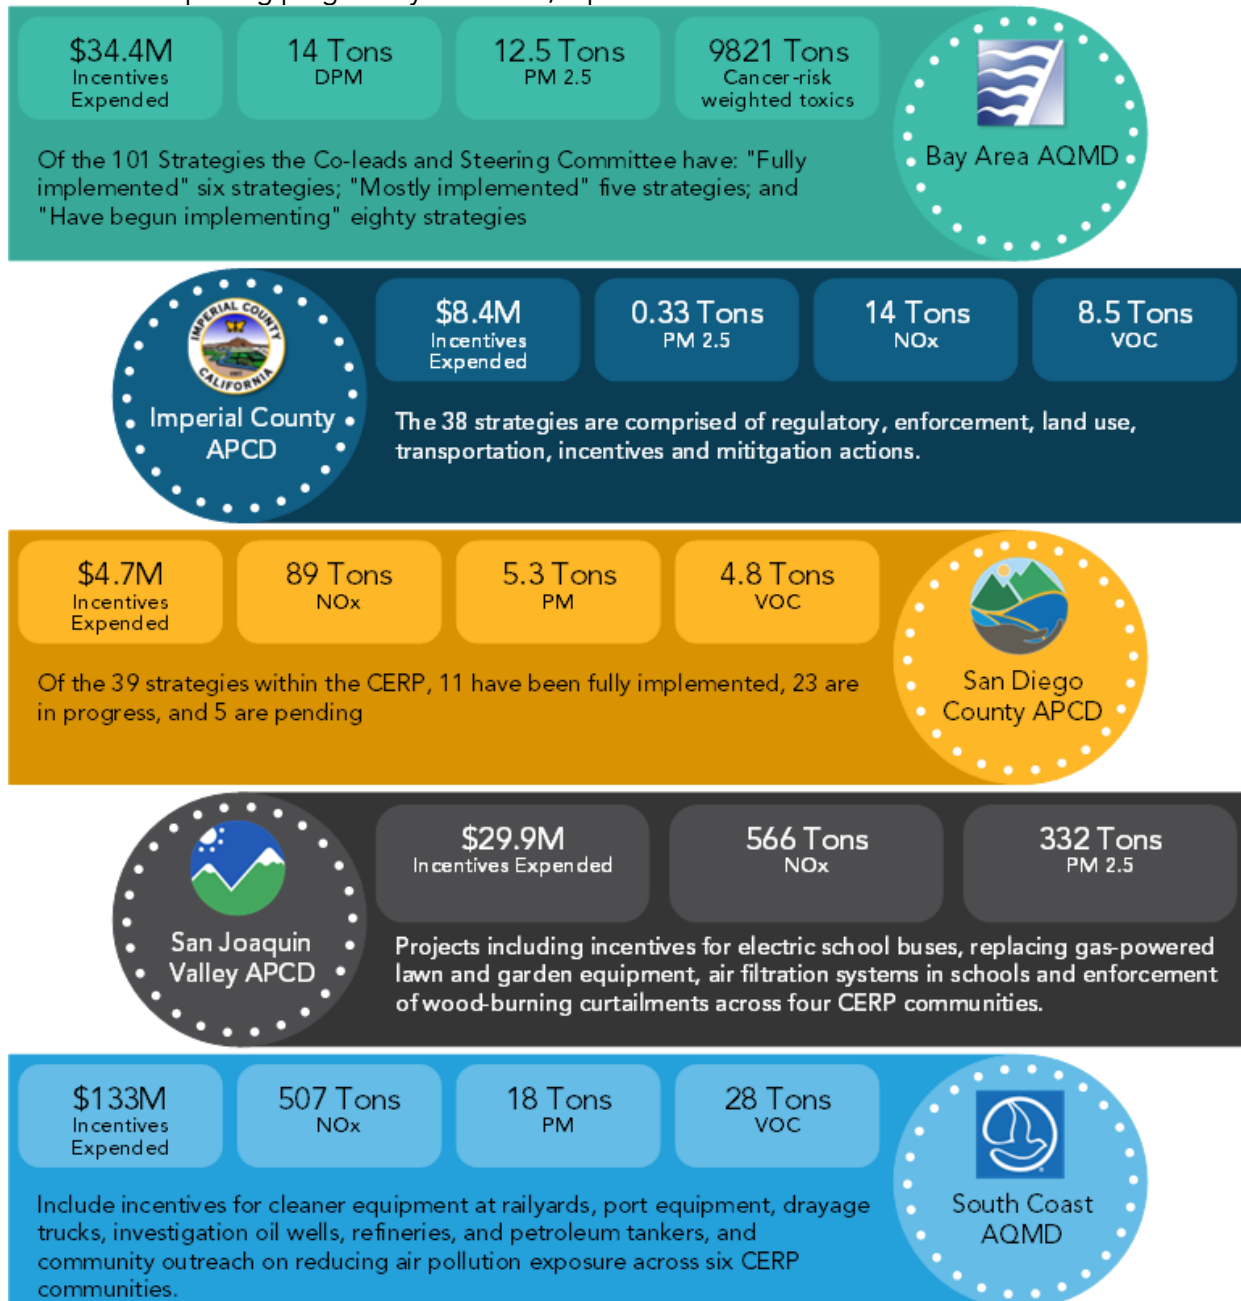 $34.4M
Incentives
Expended
14 Tons
DPM
12.5 Tons
PM 2.5
9821 Tons
Cancer-risk
weighted toxics
Bay Area AQMD
Of the 101 Strategies the Co-leads and Steering Committee have: "Fully
implemented" six strategies; "Mostly implemented" five strategies; and
"Have begun implementing" eighty strategies
IMPERIAL COUNTY
CALIFORNIA
Imperial County
APCD
$8.4M
Incentives
Expended
0.33 Tons
PM 2.5
14 Tons
NOx
8.5 Tons
VOC
The 38 strategies are comprised of regulatory, enforcement, land use,
transportation, incentives and mititgation actions.
$4.7M
Incentives
Expended
89 Tons
NOx
5.3 Tons
PM
4.8 Tons
VOC
San Diego
County APCD
Of the 39 strategies within the CERP, 11 have been fully implemented, 23 are
in progress, and 5 are pending
San Joaquin
Valley APCD
$29.9M
Incentives Expended
566 Tons
NOx
332 Tons
PM 2.5
Projects including incentives for electric school buses, replacing gas-powered
lawn and garden equipment, air filtration systems in schools and enforcement
of wood-burning curtailments across four CERP communities.
$133M
Incentives
Expended
507 Tons
NOx
18 Tons
PM
28 Tons
VOC
South Coast
AQMD
Include incentives for cleaner equipment at railyards, port equipment, drayage
trucks, investigation oil wells, refineries, and petroleum tankers, and
community outreach on reducing air pollution exposure across six CERP
communities.